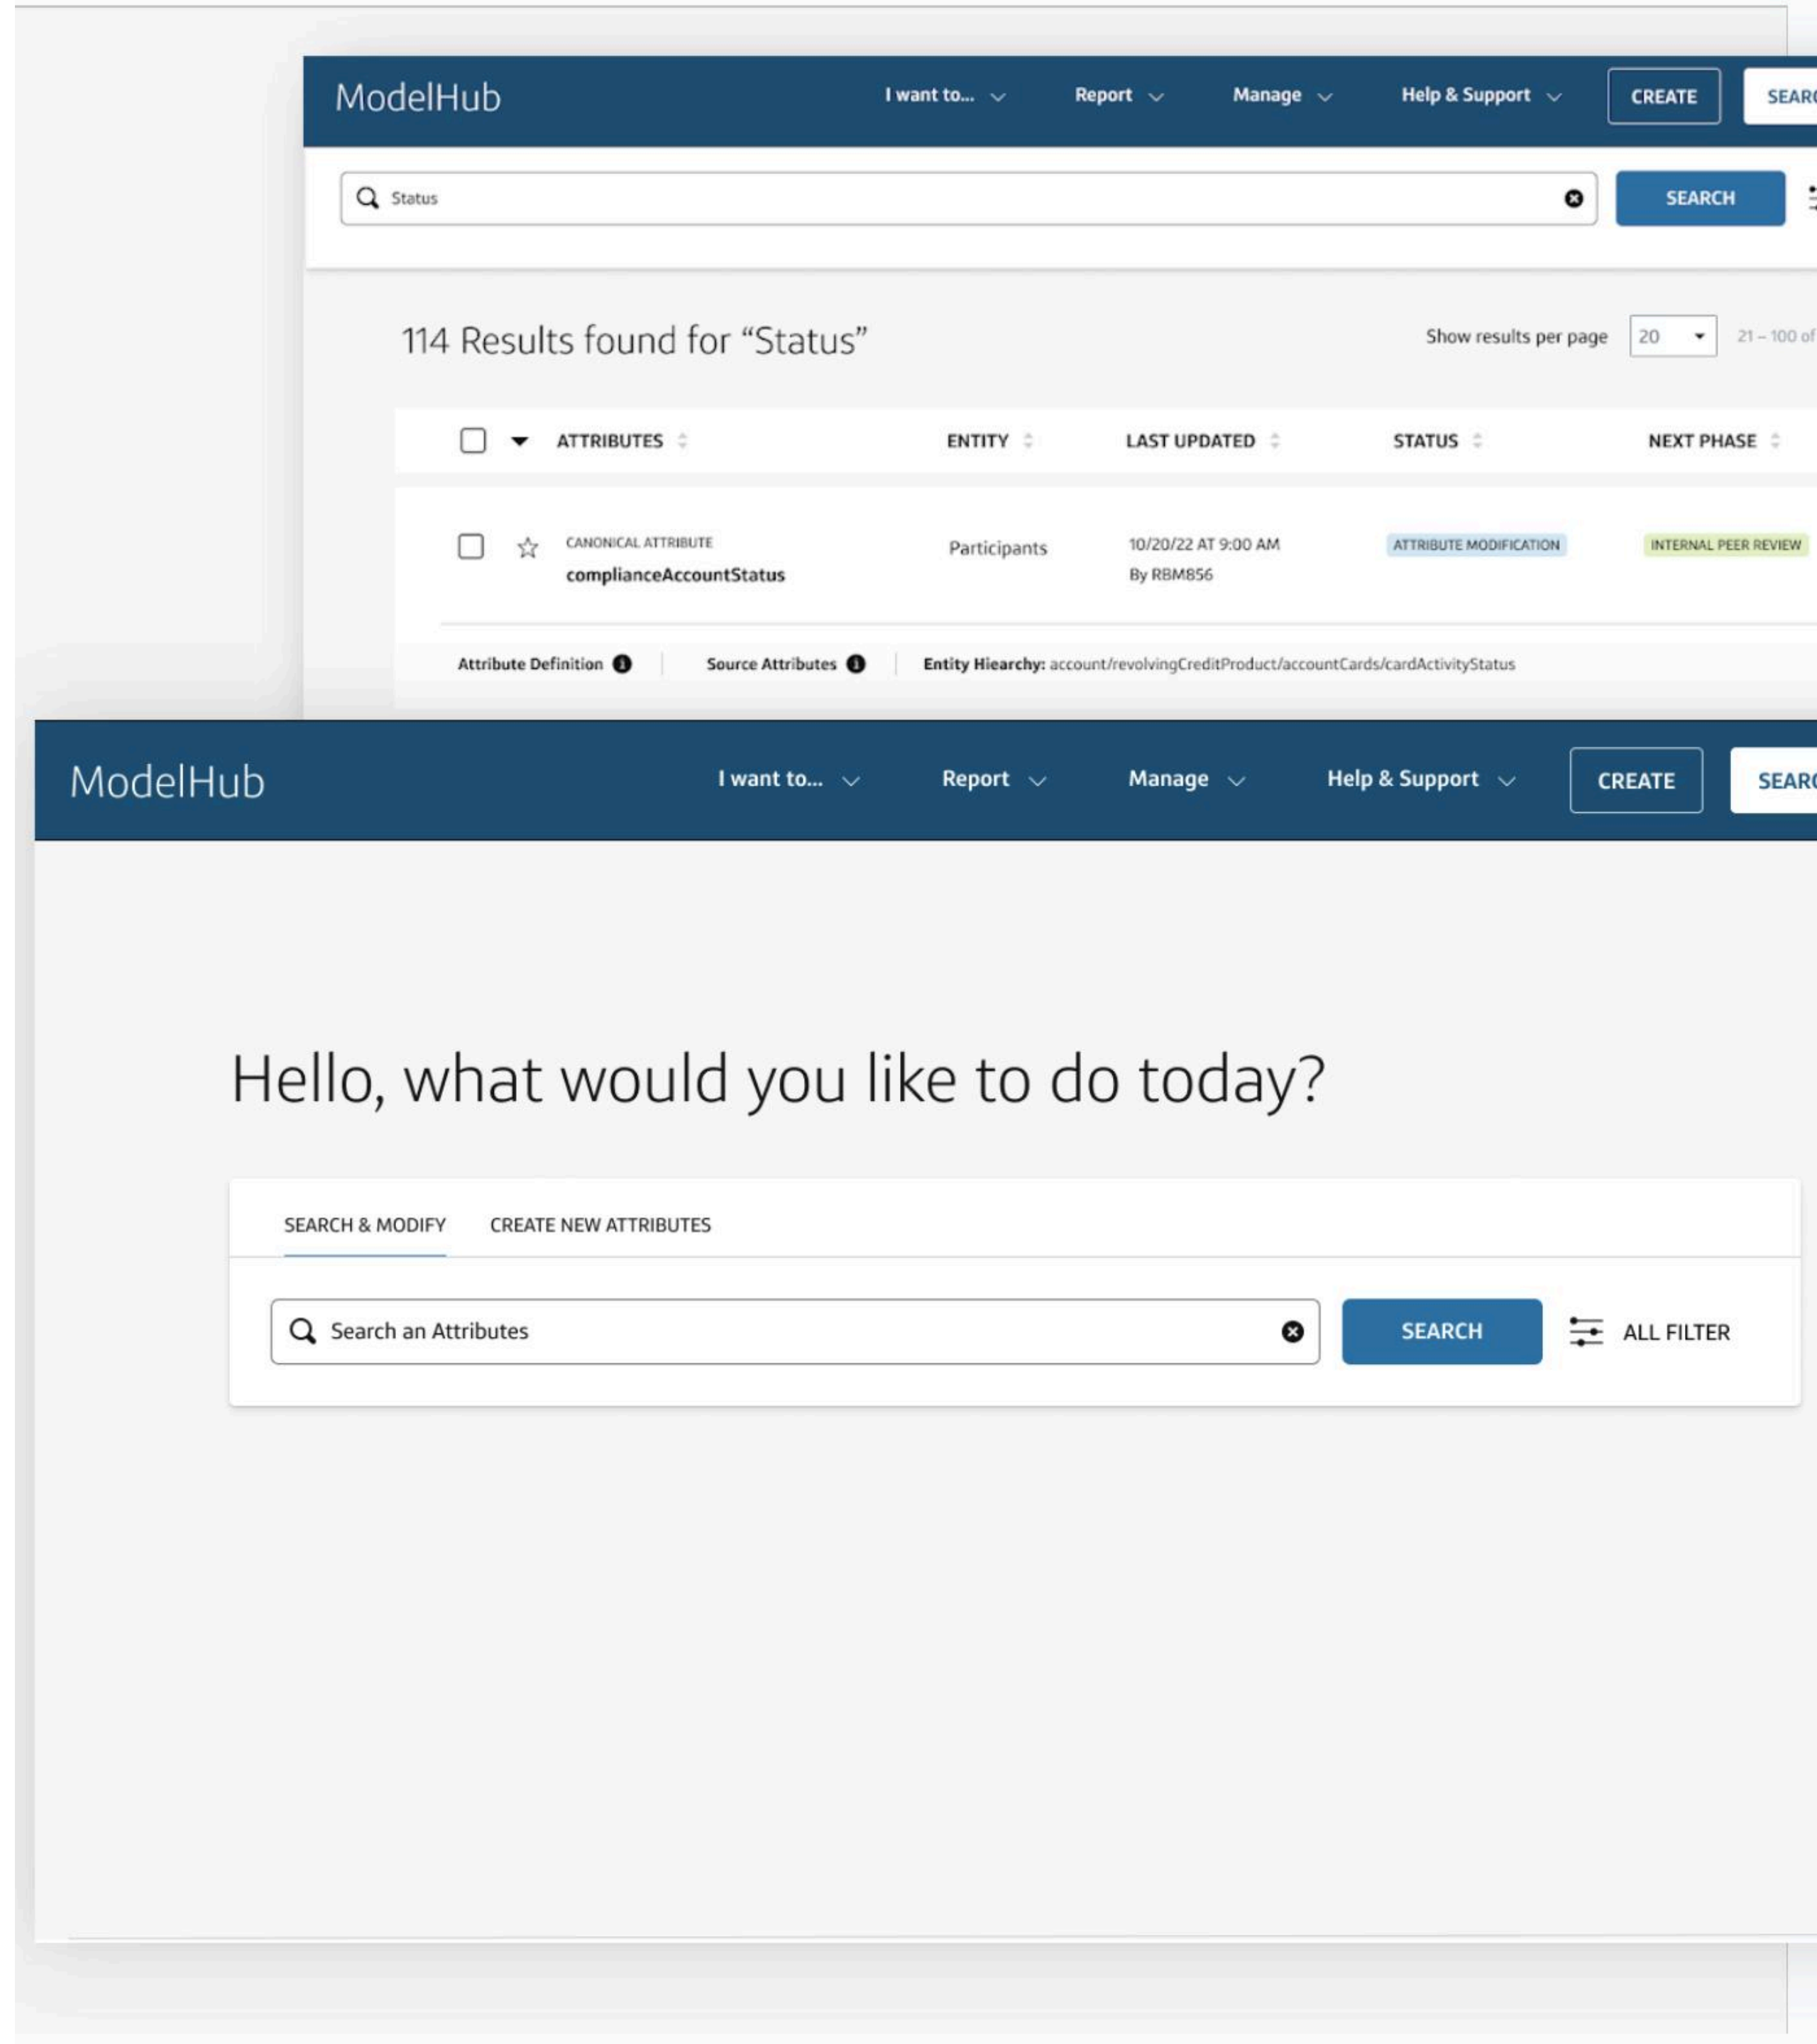 ModelHub I want to... Report Manage Help & Support CREATE
Status SEARCH
114 Results found for “Status” Show results per page 20 21 – 100 of
ATTRIBUTES ENTITY LAST UPDATED STATUS NEXT PHASE
CANONICAL ATTRIBUTE Participants 10/20/22 AT 9:00 AM ATTRIBUTE MODIFICATION INTERNAL PEER REVIEW
complianceAccountStatus By RBM856
Attribute Definition Source Attributes Entity Hiearchy: account/revolvingCreditProduct/accountCards/cardActivityStatus
ModelHub I want to... Report Manage Help & Support CREATE
Hello, what would you like to do today?
SEARCH & MODIFY CREATE NEW ATTRIBUTES
Search an Attributes SEARCH ALL FILTER